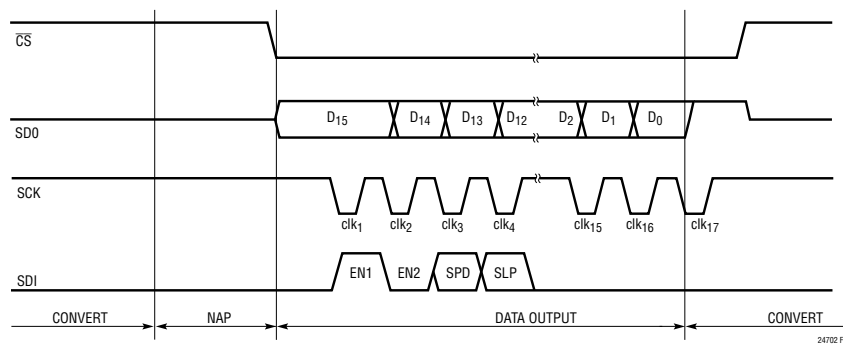 CS
SD0
D15 D14 D13 D12 D2 D1 D0
SCK
clk1 clk2 clk3 clk4 clk15 clk16 clk17
SDI
EN1 EN2 SPD SLP
CONVERT NAP DATA OUTPUT CONVERT
24702 F